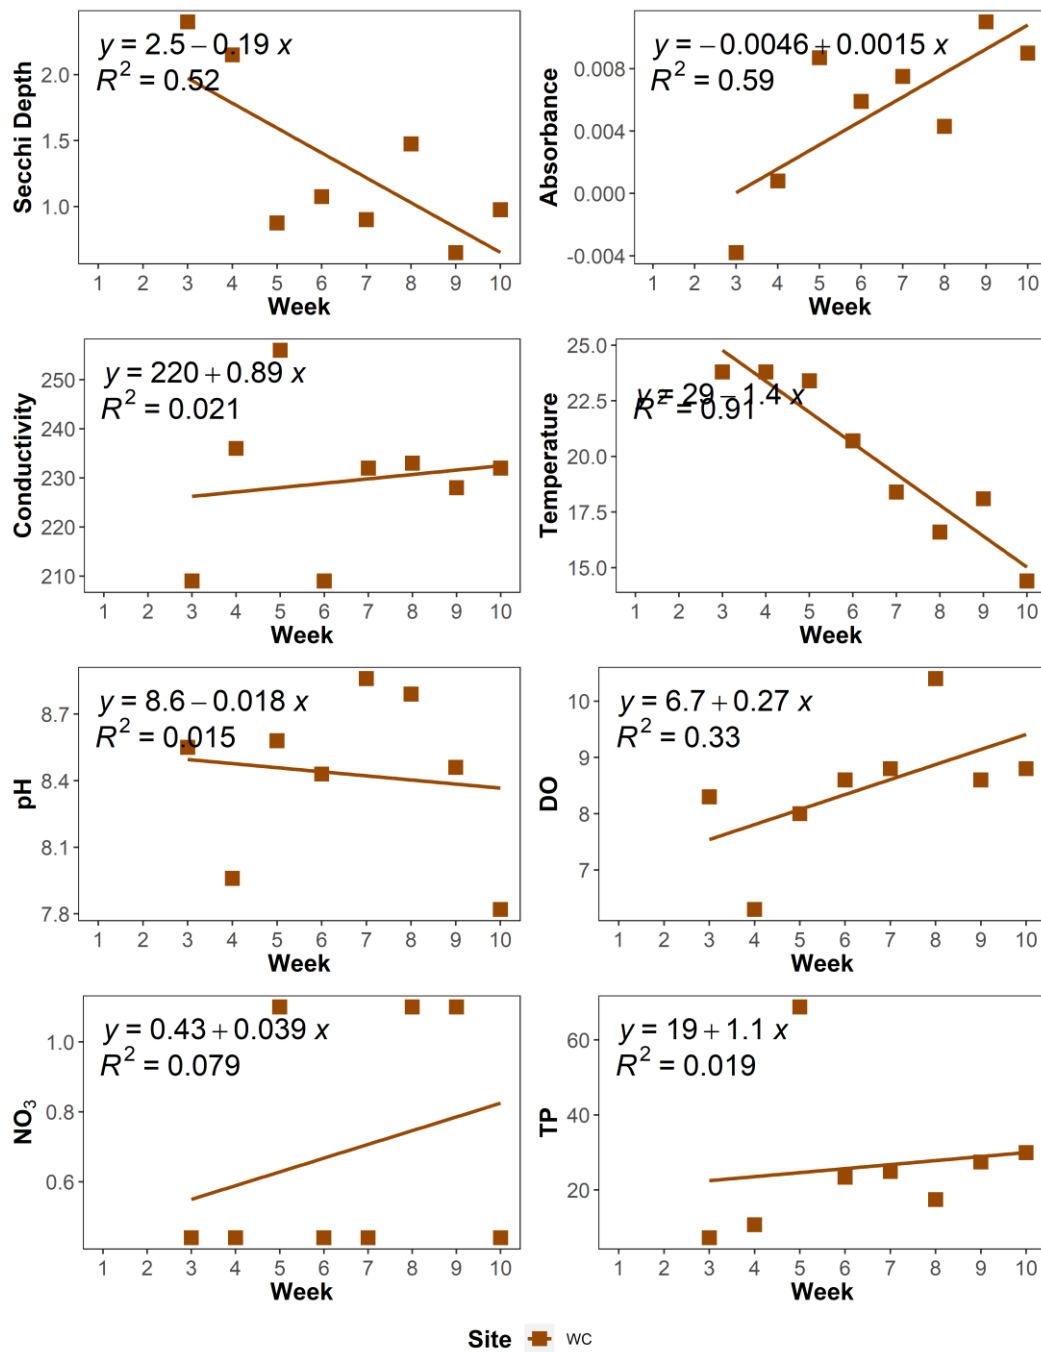 y = 2.5 − 0.19 x
R² = 0.52
Secchi Depth
2.0
1.5
1.0
1 2 3 4 5 6 7 8 9 10
Week
y = −0.0046 + 0.0015 x
R² = 0.59
Absorbance
0.008
0.004
0.000
-0.004
1 2 3 4 5 6 7 8 9 10
Week
y = 220 + 0.89 x
R² = 0.021
Conductivity
250
240
230
220
210
1 2 3 4 5 6 7 8 9 10
Week
y = 29 − 1.4 x
R² = 0.91
Temperature
25.0
22.5
20.0
17.5
15.0
1 2 3 4 5 6 7 8 9 10
Week
y = 8.6 − 0.018 x
R² = 0.015
pH
8.7
8.4
8.1
7.8
1 2 3 4 5 6 7 8 9 10
Week
y = 6.7 + 0.27 x
R² = 0.33
DO
10
9
8
7
1 2 3 4 5 6 7 8 9 10
Week
y = 0.43 + 0.039 x
R² = 0.079
NO₃
1.0
0.8
0.6
1 2 3 4 5 6 7 8 9 10
Week
y = 19 + 1.1 x
R² = 0.019
TP
60
40
20
1 2 3 4 5 6 7 8 9 10
Week
Site WC